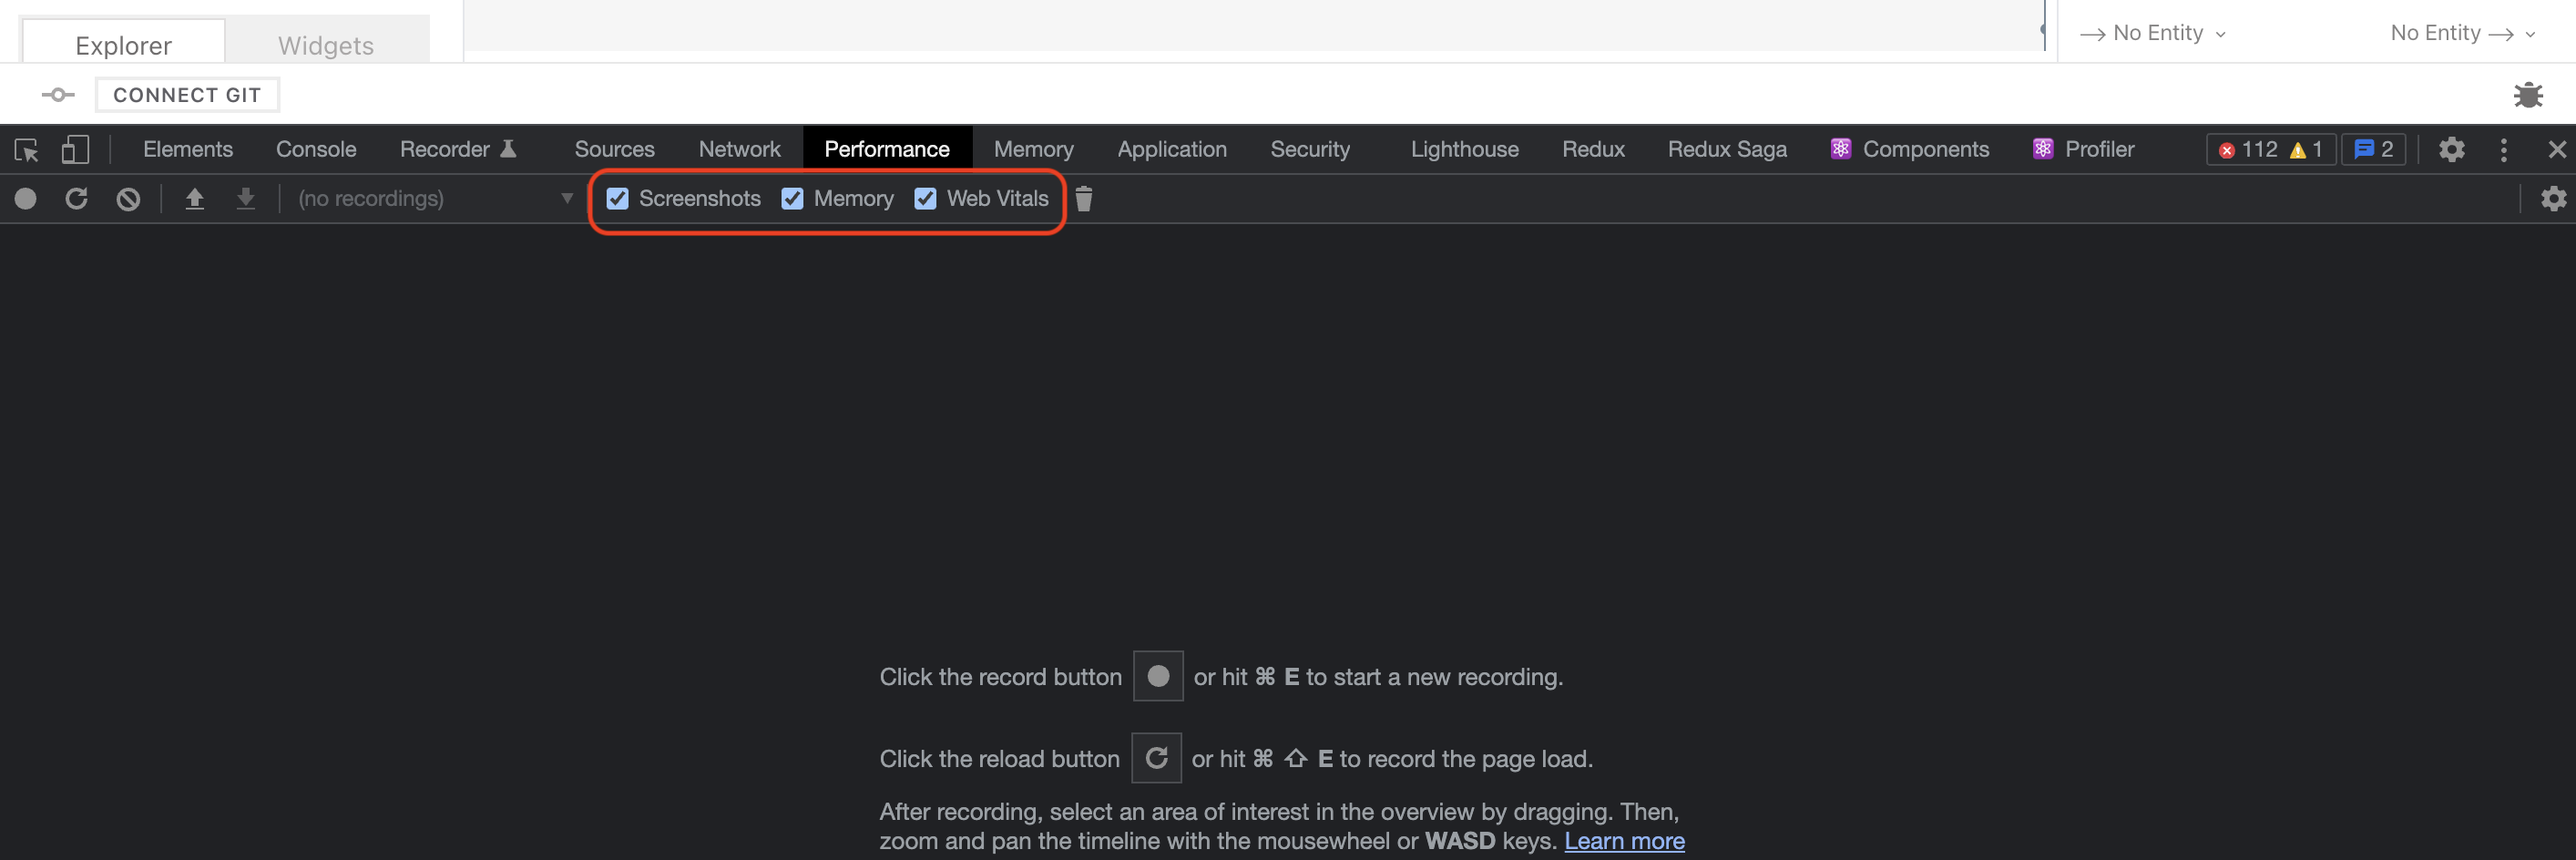 Explorer
Widgets
No Entity
No Entity
CONNECT GIT
Elements
Console
Recorder
Sources
Network
Performance
Memory
Application
Security
Lighthouse
Redux
Redux Saga
Components
Profiler
112
1
2
(no recordings)
Screenshots
Memory
Web Vitals
Click the record button or hit ⌘ E to start a new recording.
Click the reload button or hit ⌘ ⇧ E to record the page load.
After recording, select an area of interest in the overview by dragging. Then,
zoom and pan the timeline with the mousewheel or WASD keys. Learn more